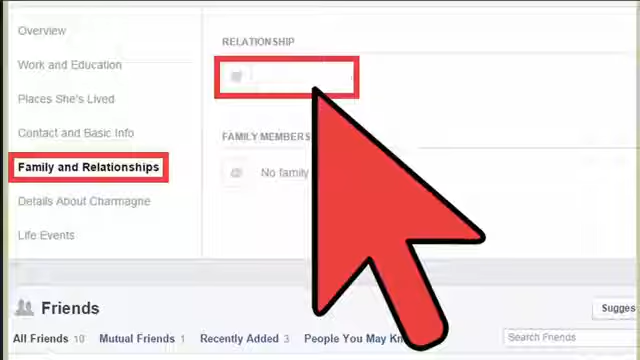 Overview
Work and Education
Places She's Lived
Contact and Basic Info
Family and Relationships
Details About Charmagne
Life Events
RELATIONSHIP
FAMILY MEMBERS
No family
Friends
Sugges
All Friends 10 Mutual Friends 1 Recently Added 3 People You May Kn
Search Friends